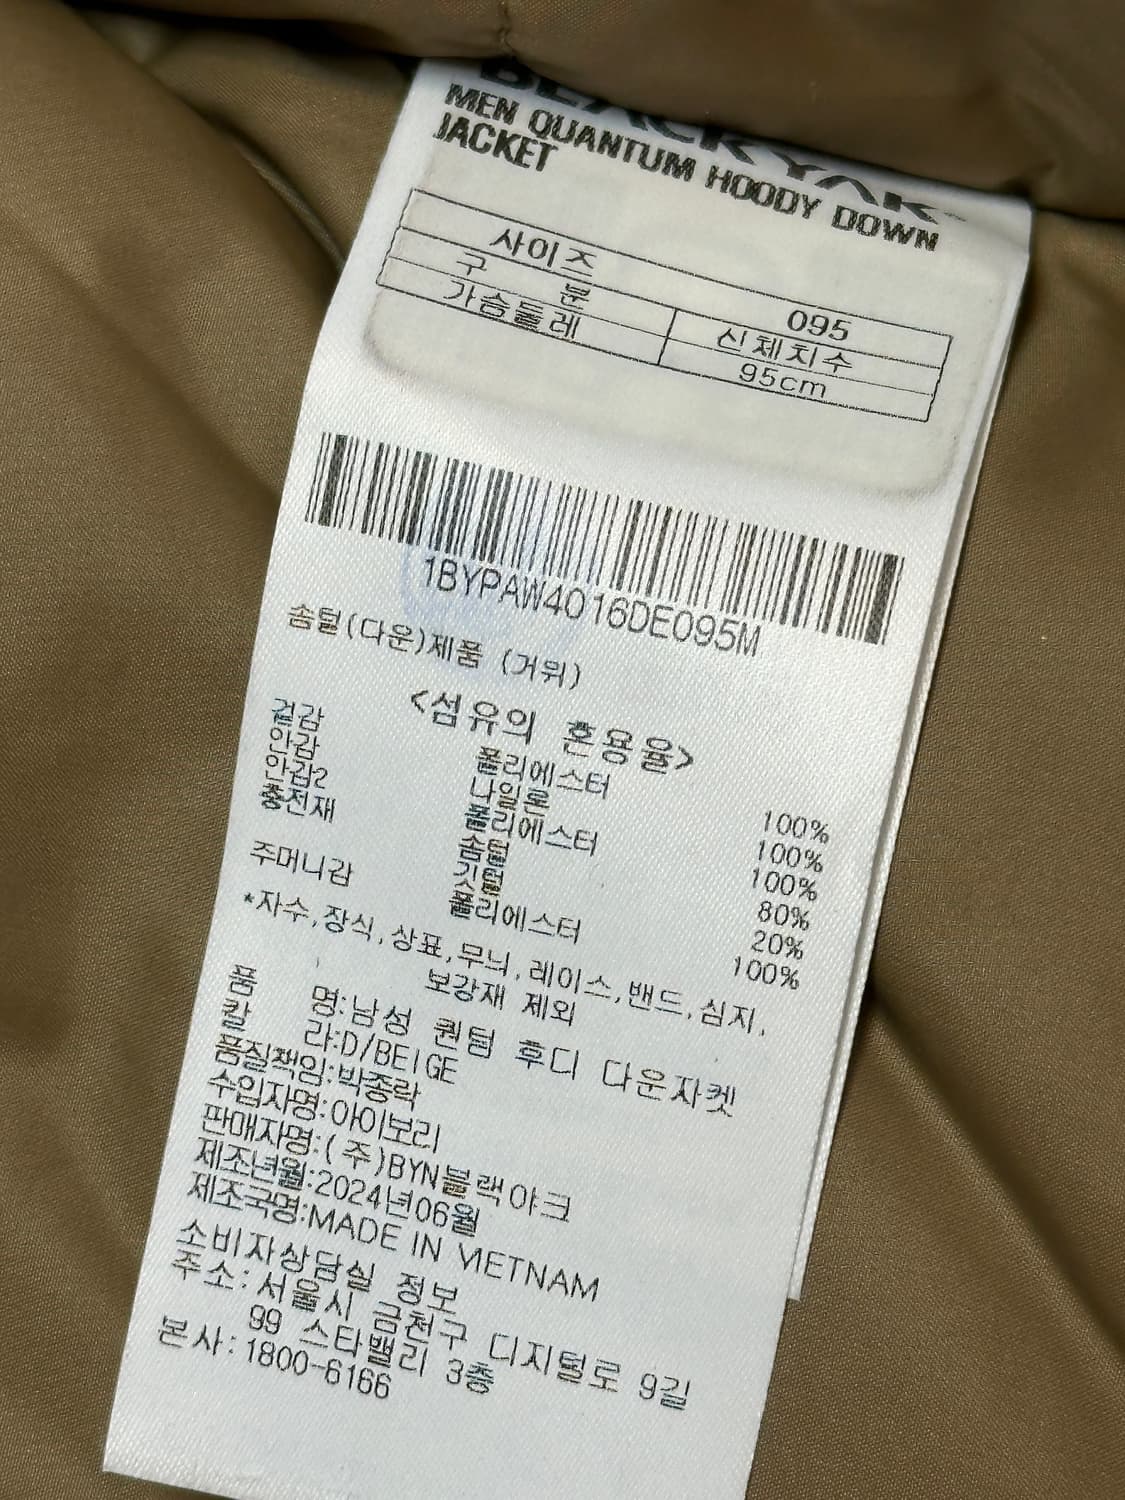 BLACKYAK
MEN QUANTUM HOODY DOWN
JACKET
사이즈 095
구 분 신체치수
가슴둘레 95cm
1BYPAW4016DE095M
솜털(다운)제품 (거위)
<섬유의 혼용율>
겉감 폴리에스터 100%
안감 나일론 100%
안감2 폴리에스터 100%
충전재 솜털 80%
깃털 20%
주머니감 폴리에스터 100%
*자수,장식,상표,무늬,레이스,밴드,심지,
보강재 제외
품 명:남성 퀀텀 후디 다운자켓
칼 라:D/BEIGE
품질책임:박종락
수입자명:아이보리
판매자명:(주)BYN블랙야크
제조년월:2024년06월
제조국명:MADE IN VIETNAM
소비자상담실 정보
주소:서울시 금천구 디지털로 9길
99 스타밸리 3층
본사:1800-6166